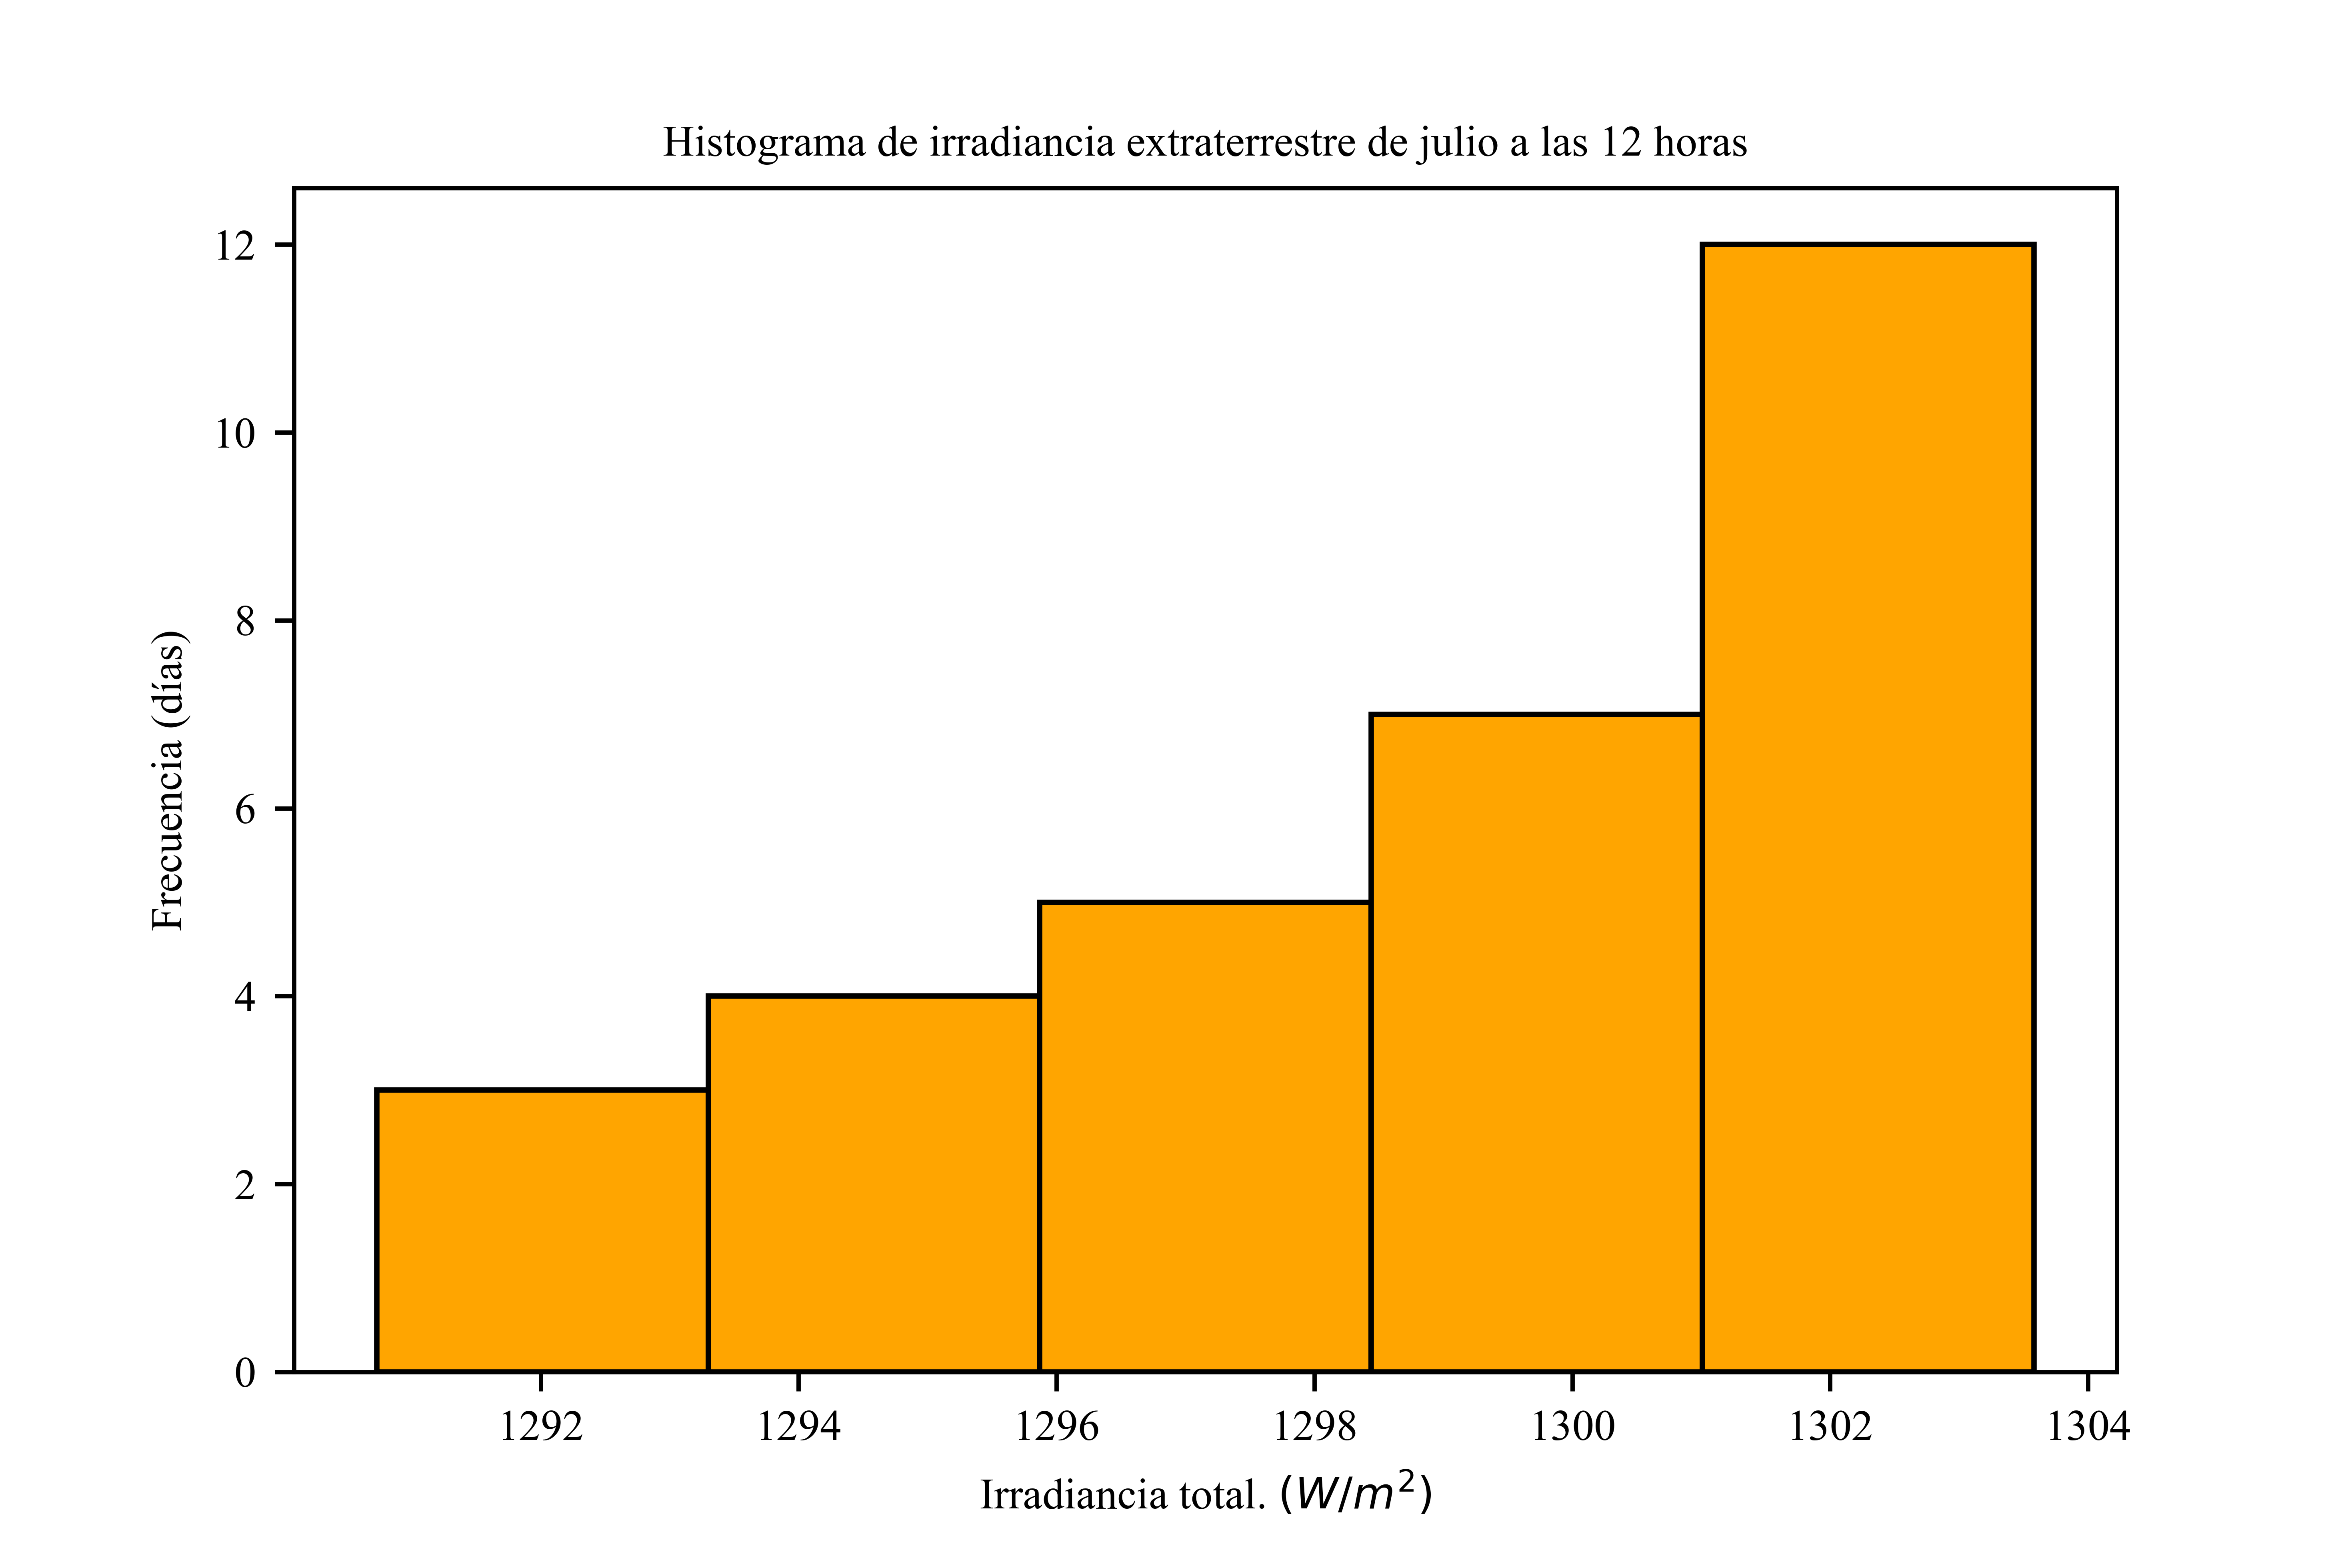 Histograma de irradiancia extraterrestre de julio a las 12 horas
12
10
8
6
4
2
0
Frecuencia (días)
1292 1294 1296 1298 1300 1302 1304
Irradiancia total. (W/m²)